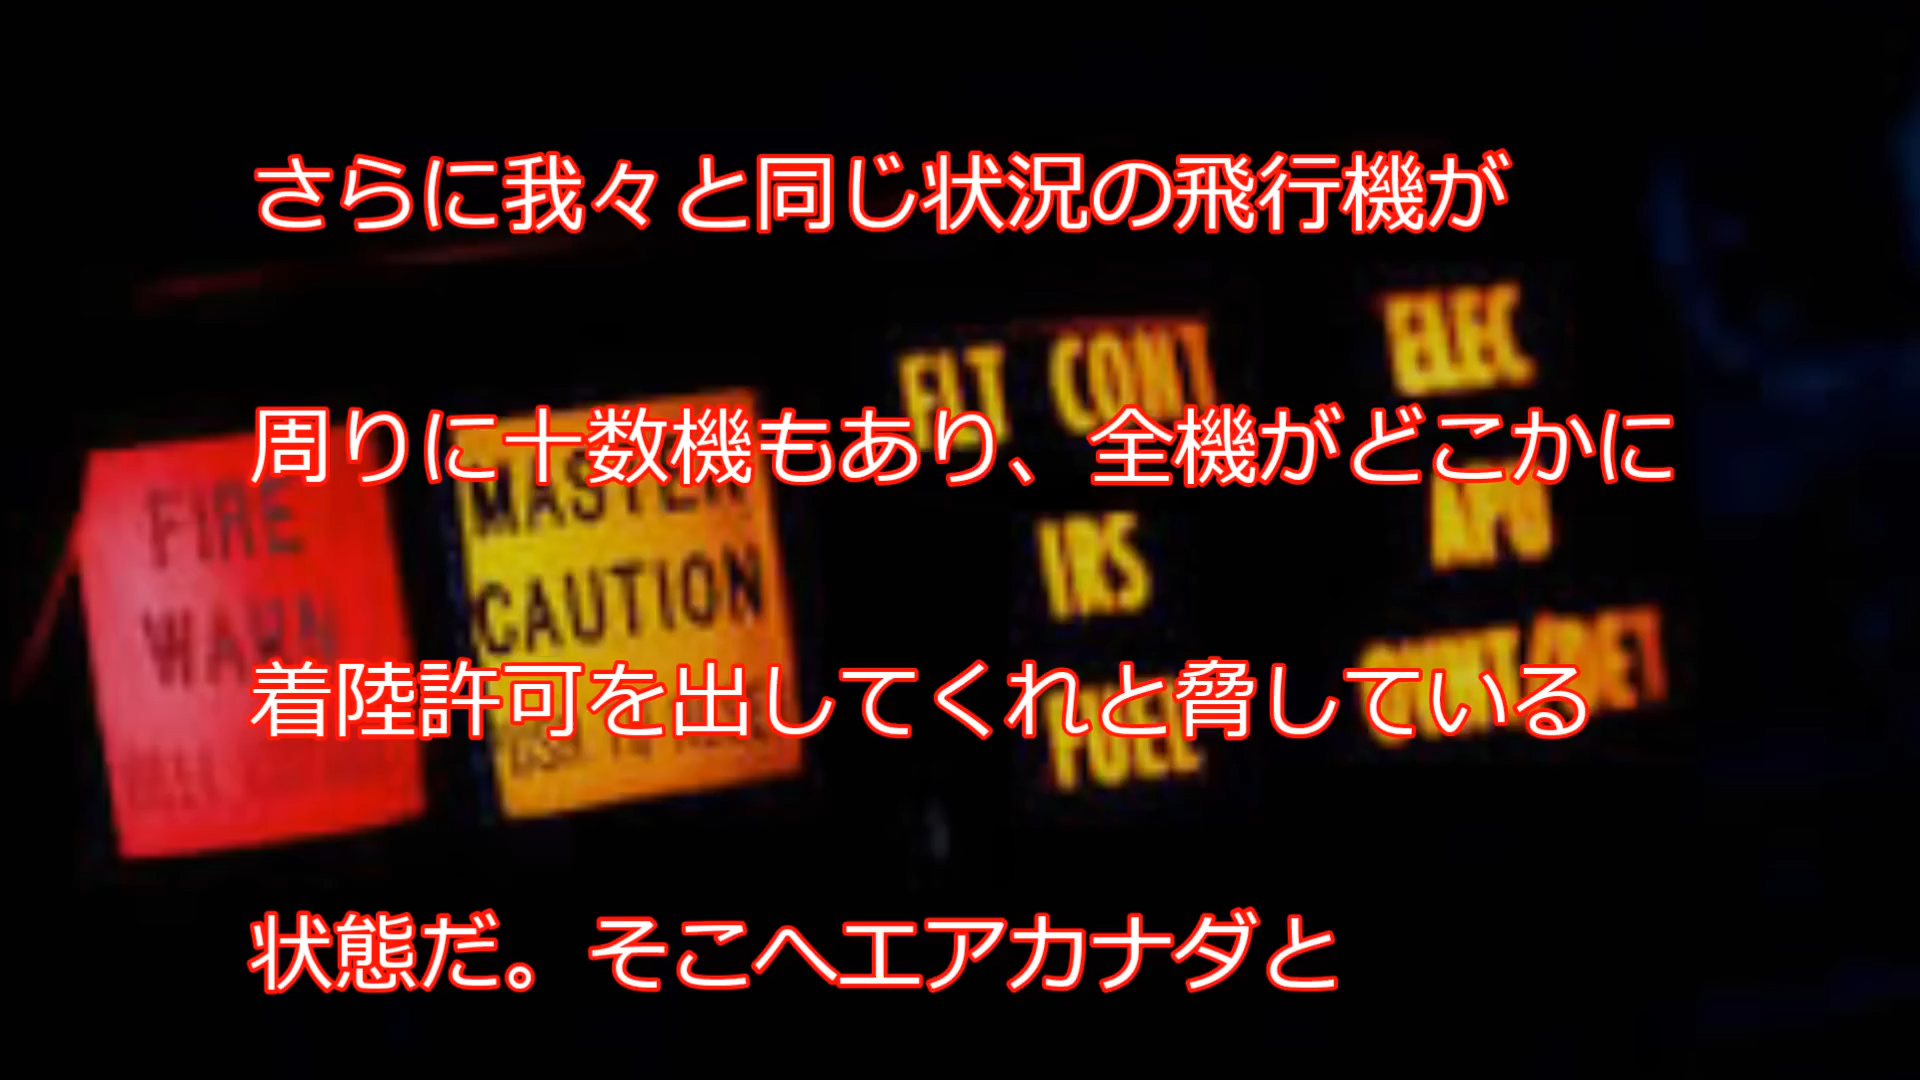 さらに我々と同じ状況の飛行機が
周りに十数機もあり、全機がどこかに
着陸許可を出してくれと脅している
状態だ。そこへエアカナダと
FIRE
WARN
MASTER
CAUTION
FLT CONT
IRS
FUEL
ELEC
APU